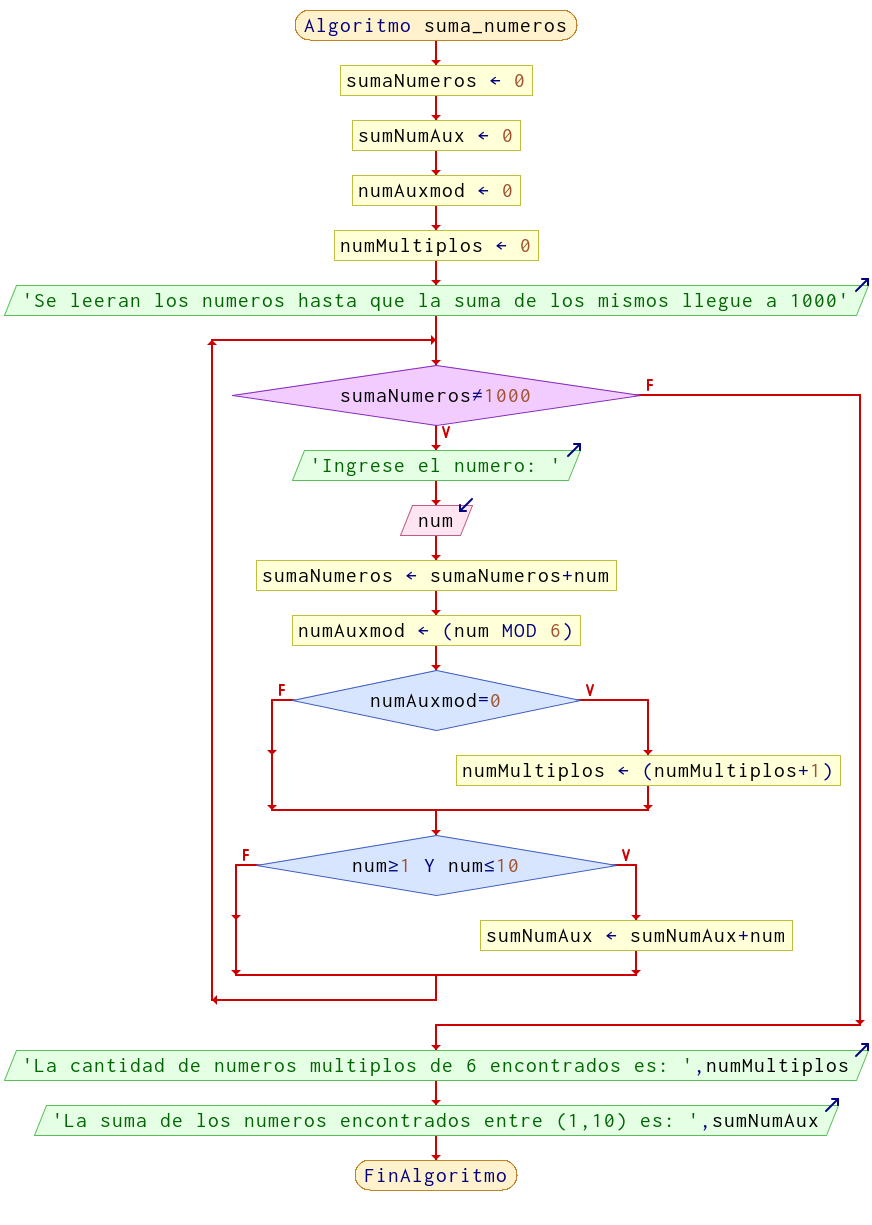 Algoritmo suma_numeros
sumaNumeros ← 0
sumNumAux ← 0
numAuxmod ← 0
numMultiplos ← 0
'Se leeran los numeros hasta que la suma de los mismos llegue a 1000'
sumaNumeros≠1000
F
V
'Ingrese el numero: '
num
sumaNumeros ← sumaNumeros+num
numAuxmod ← (num MOD 6)
F
V
numAuxmod=0
numMultiplos ← (numMultiplos+1)
F
V
num≥1 Y num≤10
sumNumAux ← sumNumAux+num
'La cantidad de numeros multiplos de 6 encontrados es: ',numMultiplos
'La suma de los numeros encontrados entre (1,10) es: ',sumNumAux
FinAlgoritmo